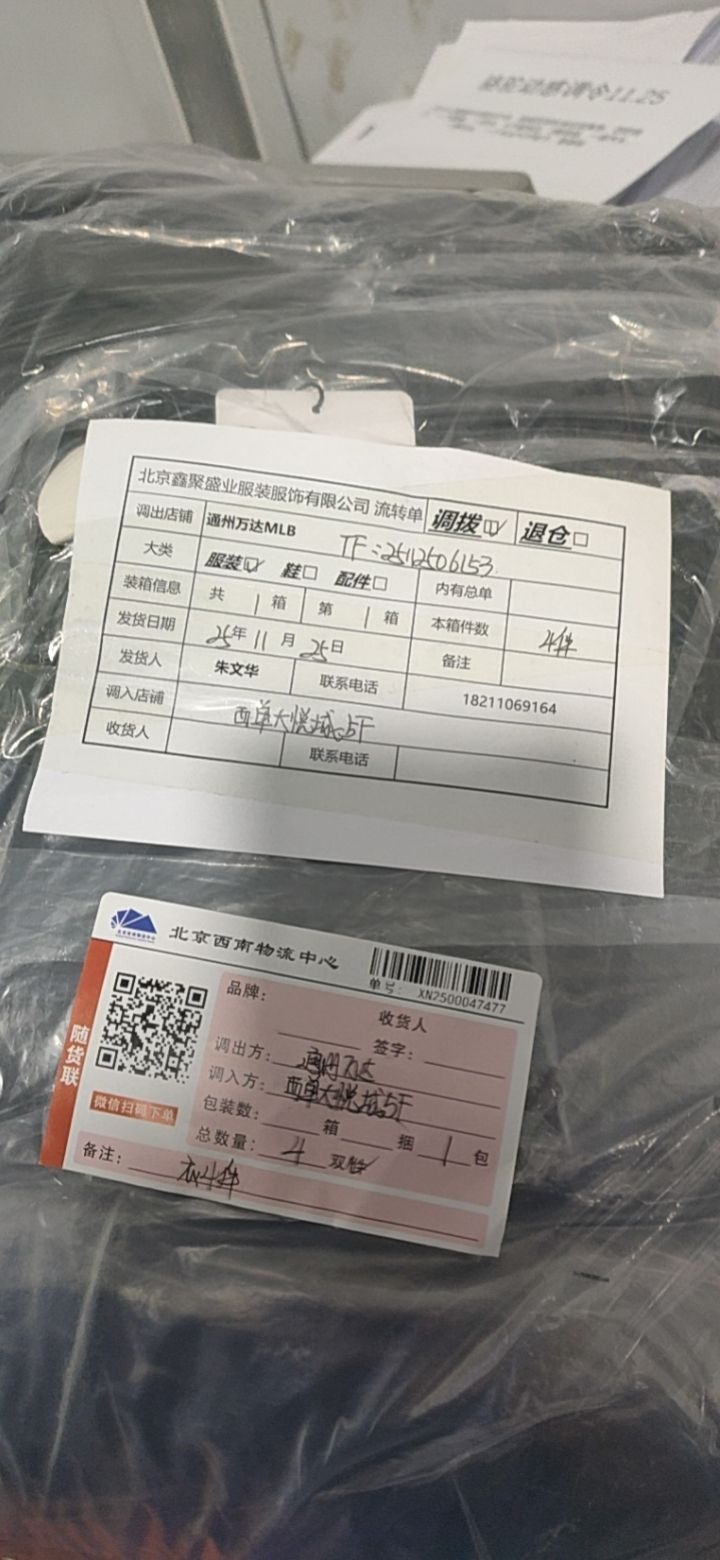 骆驼动感调令11.25
北京鑫聚盛业服装服饰有限公司 流转单 调拨☑ 退仓□
调出店铺 通州万达MLB TF:2512506153
大类 服装☑ 鞋□ 配件□ 内有总单
装箱信息 共 1 箱 第 1 箱 本箱件数 4件
发货日期 25年 11 月 25日 备注
发货人 朱文华 联系电话 18211069164
调入店铺 西单大悦城5F
收货人 联系电话
北京西南物流中心
单号: XN2500047477
随货联
微信扫码下单
品牌: 收货人
签字:
调出方: 通州万达
调入方: 西单大悦城5F
包装数: 箱 捆 1 包
总数量: 4 双/件
备注: 衣4件